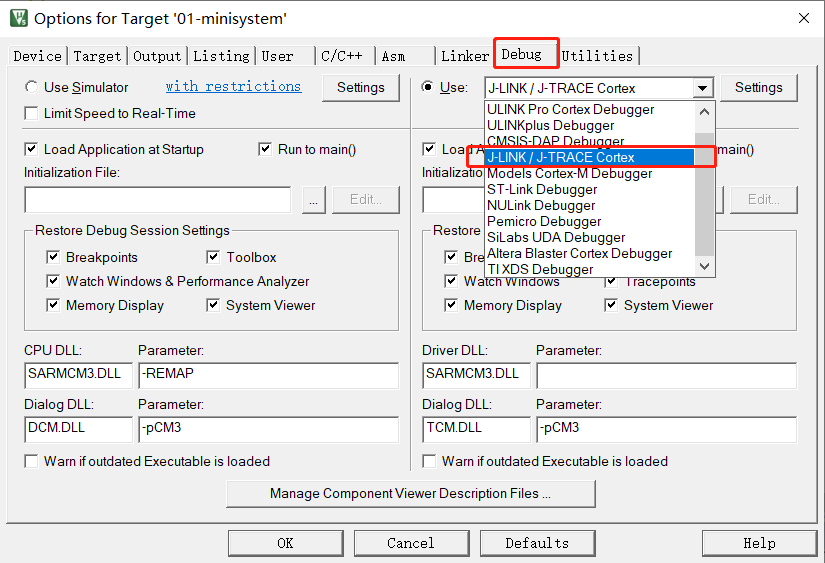 Options for Target '01-minisystem'
Device Target Output Listing User C/C++ Asm Linker Debug Utilities
Use Simulator with restrictions Settings
Limit Speed to Real-Time
Load Application at Startup Run to main()
Initialization File:
... Edit...
Restore Debug Session Settings
Breakpoints Toolbox
Watch Windows & Performance Analyzer
Memory Display System Viewer
CPU DLL: Parameter:
SARMCM3.DLL -REMAP
Dialog DLL: Parameter:
DCM.DLL -pCM3
Warn if outdated Executable is loaded
Use: J-LINK / J-TRACE Cortex Settings
ULINK Pro Cortex Debugger
ULINKplus Debugger
CMSIS-DAP Debugger
J-LINK / J-TRACE Cortex
Models Cortex-M Debugger
ST-Link Debugger
NULink Debugger
Pemicro Debugger
SiLabs UDA Debugger
Altera Blaster Cortex Debugger
TI XDS Debugger
main()
Edit...
Watch Windows Tracepoints
Memory Display System Viewer
Driver DLL: Parameter:
SARMCM3.DLL
Dialog DLL: Parameter:
TCM.DLL -pCM3
Warn if outdated Executable is loaded
Manage Component Viewer Description Files ...
OK Cancel Defaults Help